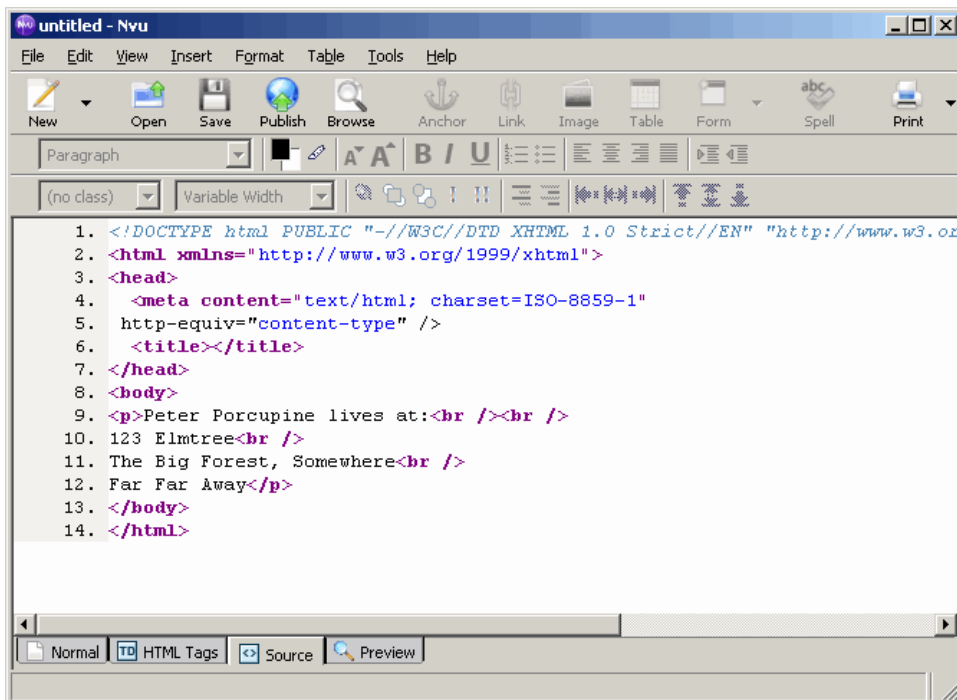 untitled - Nvu
File Edit View Insert Format Table Tools Help
New Open Save Publish Browse Anchor Link Image Table Form Spell Print
Paragraph
(no class) Variable Width
1. <!DOCTYPE html PUBLIC "-//W3C//DTD XHTML 1.0 Strict//EN" "http://www.w3.or
2. <html xmlns="http://www.w3.org/1999/xhtml">
3. <head>
4.   <meta content="text/html; charset=ISO-8859-1"
5.  http-equiv="content-type" />
6.   <title></title>
7. </head>
8. <body>
9. <p>Peter Porcupine lives at:<br /><br />
10. 123 Elmtree<br />
11. The Big Forest, Somewhere<br />
12. Far Far Away</p>
13. </body>
14. </html>
Normal TD HTML Tags Source Preview